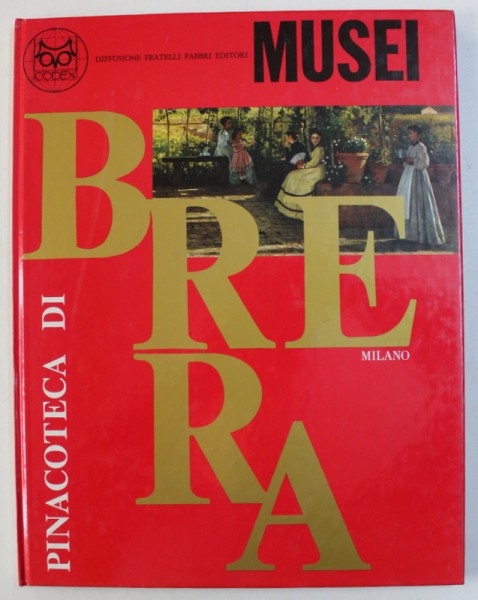 CODEX
DIFFUSIONE FRATELLI FABBRI EDITORI
MUSEI
PINACOTECA DI
BRERA
MILANO